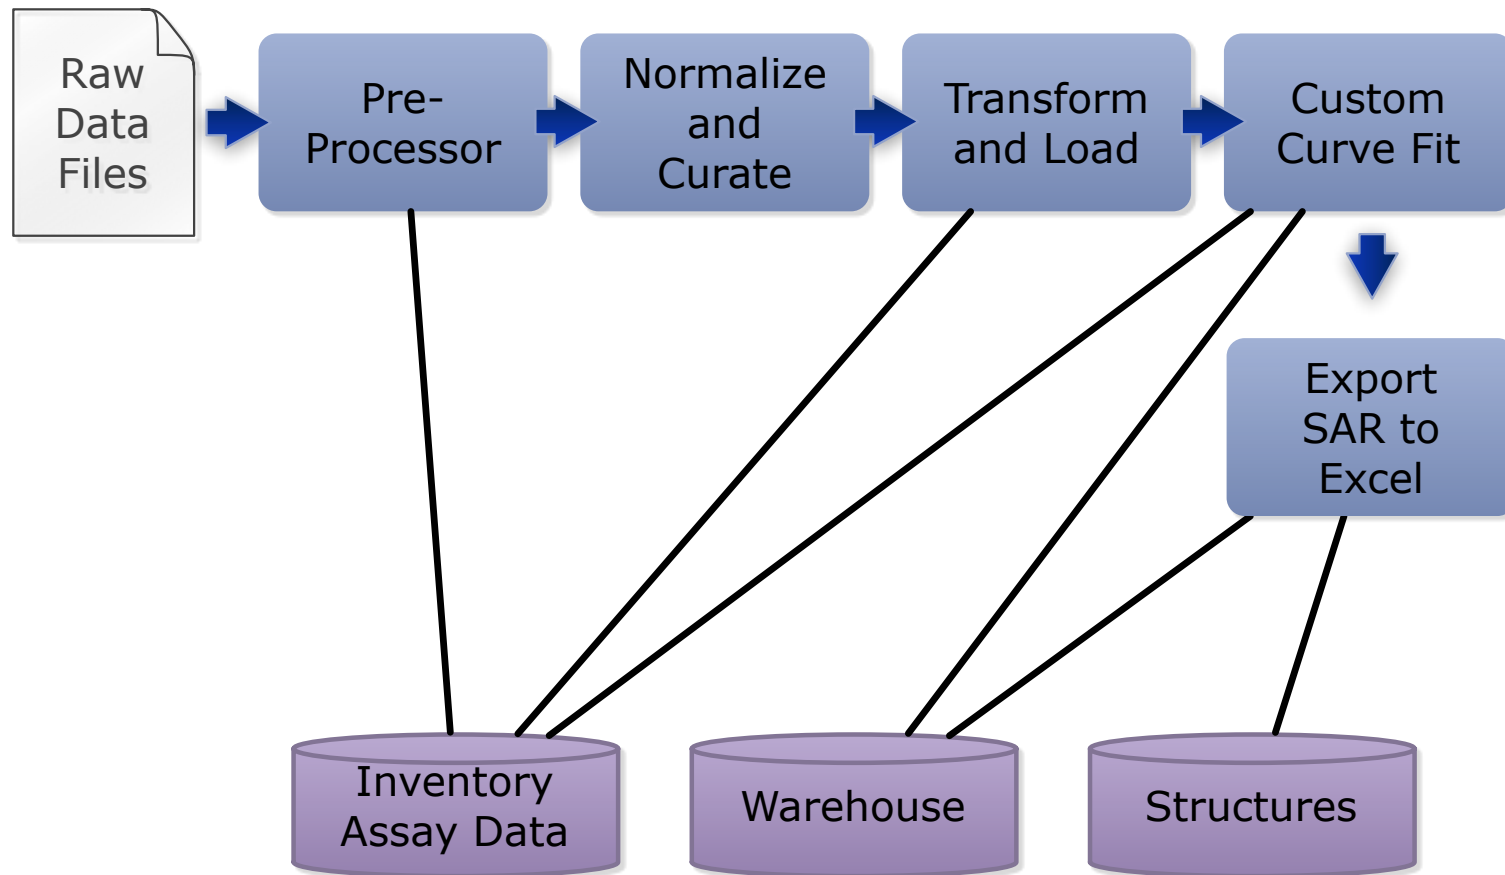 Raw
Data
Files
Pre-
Processor
Normalize
and
Curate
Transform
and Load
Custom
Curve Fit
Export
SAR to
Excel
Inventory
Assay Data
Warehouse
Structures